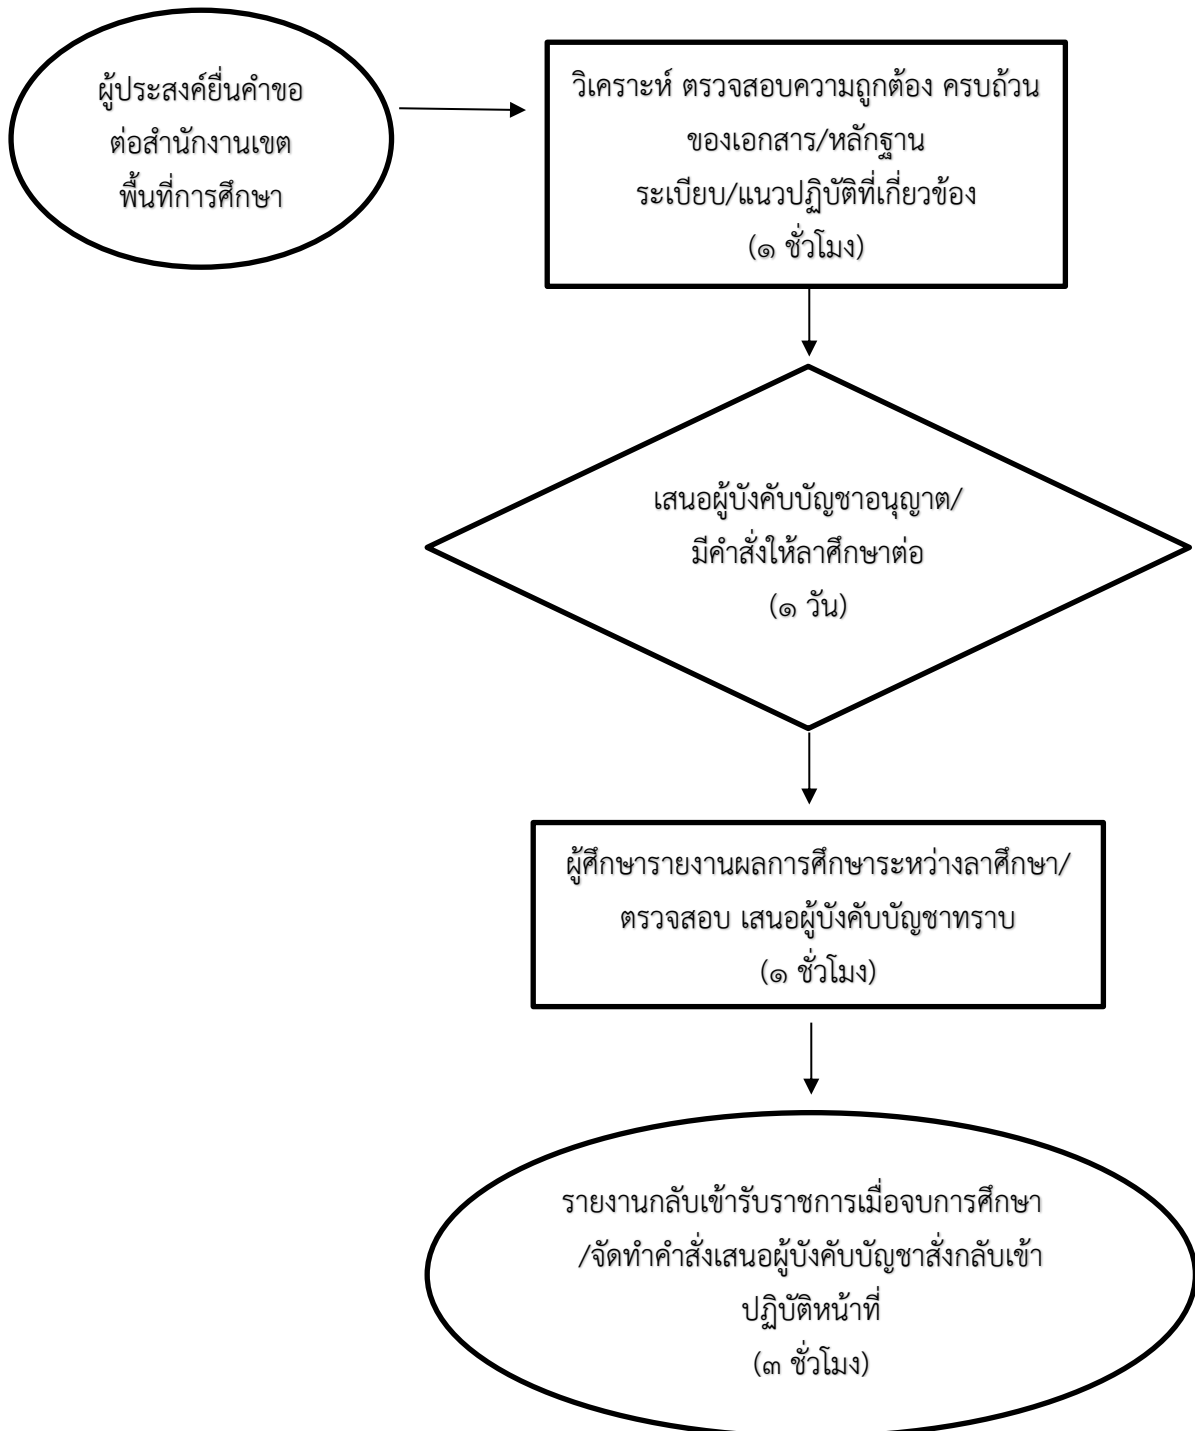 ผู้ประสงค์ยื่นคำขอ
ต่อสำนักงานเขต
พื้นที่การศึกษา
วิเคราะห์ ตรวจสอบความถูกต้อง ครบถ้วน
ของเอกสาร/หลักฐาน
ระเบียบ/แนวปฏิบัติที่เกี่ยวข้อง
(๑ ชั่วโมง)
เสนอผู้บังคับบัญชาอนุญาต/
มีคำสั่งให้ลาศึกษาต่อ
(๑ วัน)
ผู้ศึกษารายงานผลการศึกษาระหว่างลาศึกษา/
ตรวจสอบ เสนอผู้บังคับบัญชาทราบ
(๑ ชั่วโมง)
รายงานกลับเข้ารับราชการเมื่อจบการศึกษา
/จัดทำคำสั่งเสนอผู้บังคับบัญชาสั่งกลับเข้า
ปฏิบัติหน้าที่
(๓ ชั่วโมง)